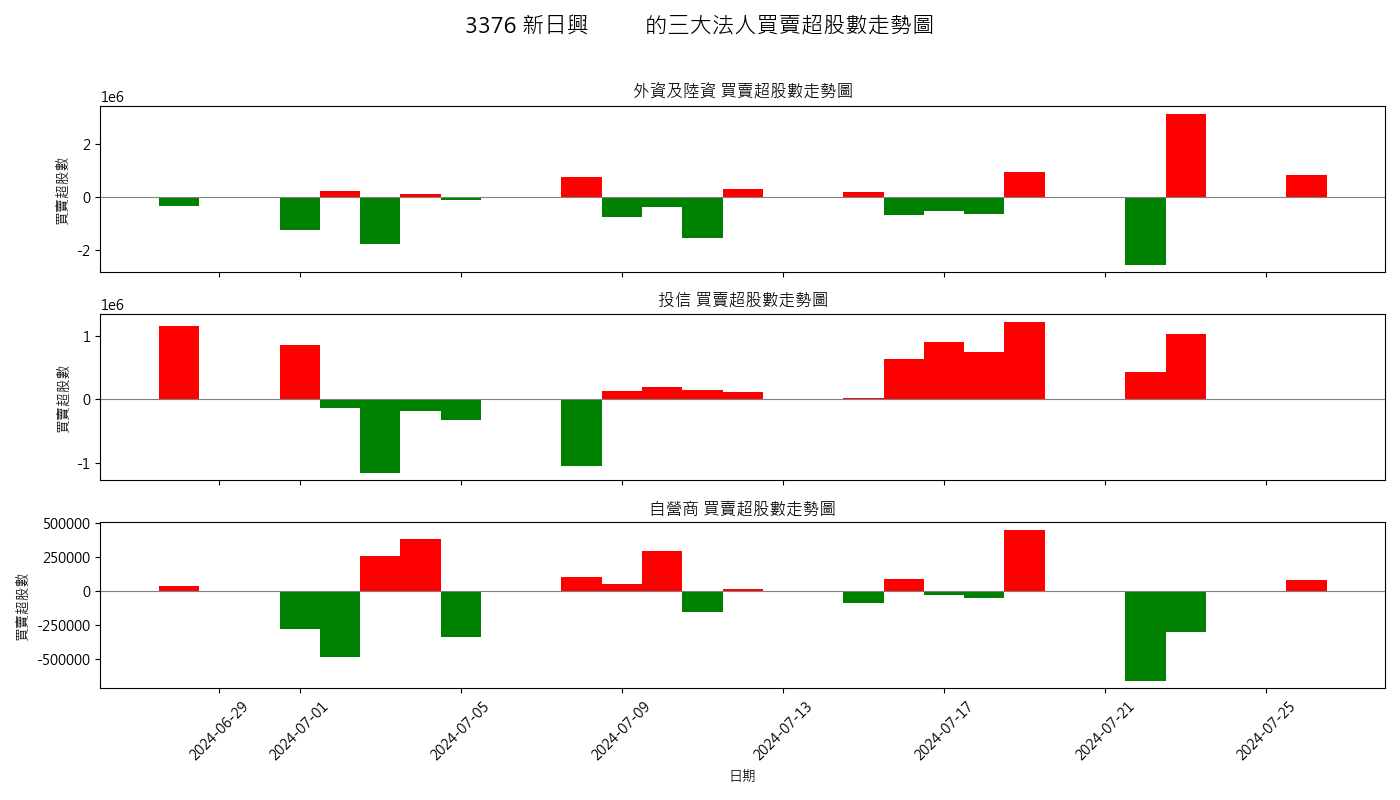 3376 新日興 的三大法人買賣超股數走勢圖
外資及陸資 買賣超股數走勢圖
1e6
買賣超股數
2
0
-2
投信 買賣超股數走勢圖
1e6
買賣超股數
1
0
-1
自營商 買賣超股數走勢圖
買賣超股數
500000
250000
0
-250000
-500000
2024-06-29
2024-07-01
2024-07-05
2024-07-09
2024-07-13
2024-07-17
2024-07-21
2024-07-25
日期